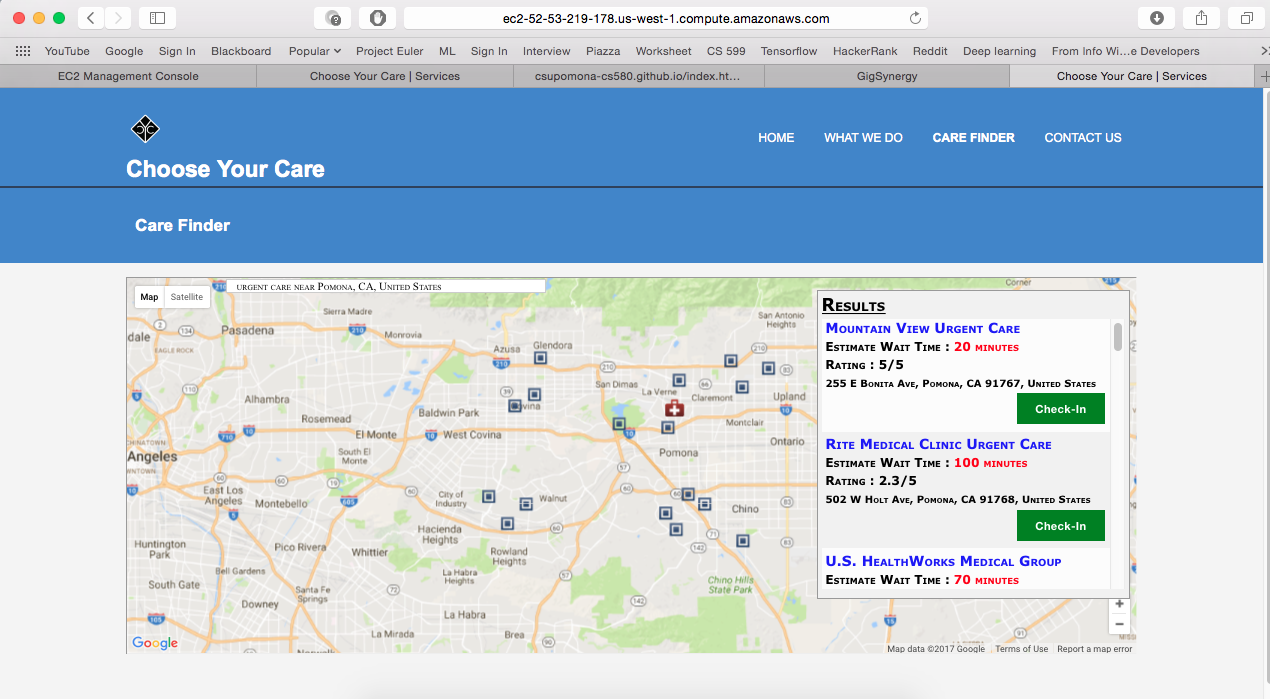 ec2-52-53-219-178.us-west-1.compute.amazonaws.com
YouTube Google Sign In Blackboard Popular Project Euler ML Sign In Interview Piazza Worksheet CS 599 Tensorflow HackerRank Reddit Deep learning From Info Wi...e Developers
EC2 Management Console Choose Your Care | Services csupomona-cs580.github.io/index.ht... GigSynergy Choose Your Care | Services
Choose Your Care
HOME WHAT WE DO CARE FINDER CONTACT US
Care Finder
Map Satellite
urgent care near Pomona, CA, United States
Results
Mountain View Urgent Care
Estimate Wait Time : 20 minutes
Rating : 5/5
255 E Bonita Ave, Pomona, CA 91767, United States
Check-In
Rite Medical Clinic Urgent Care
Estimate Wait Time : 100 minutes
Rating : 2.3/5
502 W Holt Ave, Pomona, CA 91768, United States
Check-In
U.S. HealthWorks Medical Group
Estimate Wait Time : 70 minutes
Corner
Sierra Madre
San Antonio
Heights
Pasadena
Monrovia
dale
EAGLE ROCK
Azusa
Glendora
San Dimas
La Verne
Claremont
Upland
Alhambra
Rosemead
Baldwin Park
vina
Montclair
El Monte
West Covina
Ontario
CHINATOWN
Angeles
South El
Monte
Pomona
East Los
Angeles
Montebello
City of
Industry
Walnut
Chino
Hacienda
Heights
Huntington
Park
Pico Rivera
Whittier
Rowland
Heights
Bell Gardens
La Habra
Heights
Chino Hills
State Park
South Gate
Santa Fe
Springs
Downey
La Habra
La Mirada
Brea
Norwalk
Google
Map data ©2017 Google Terms of Use Report a map error